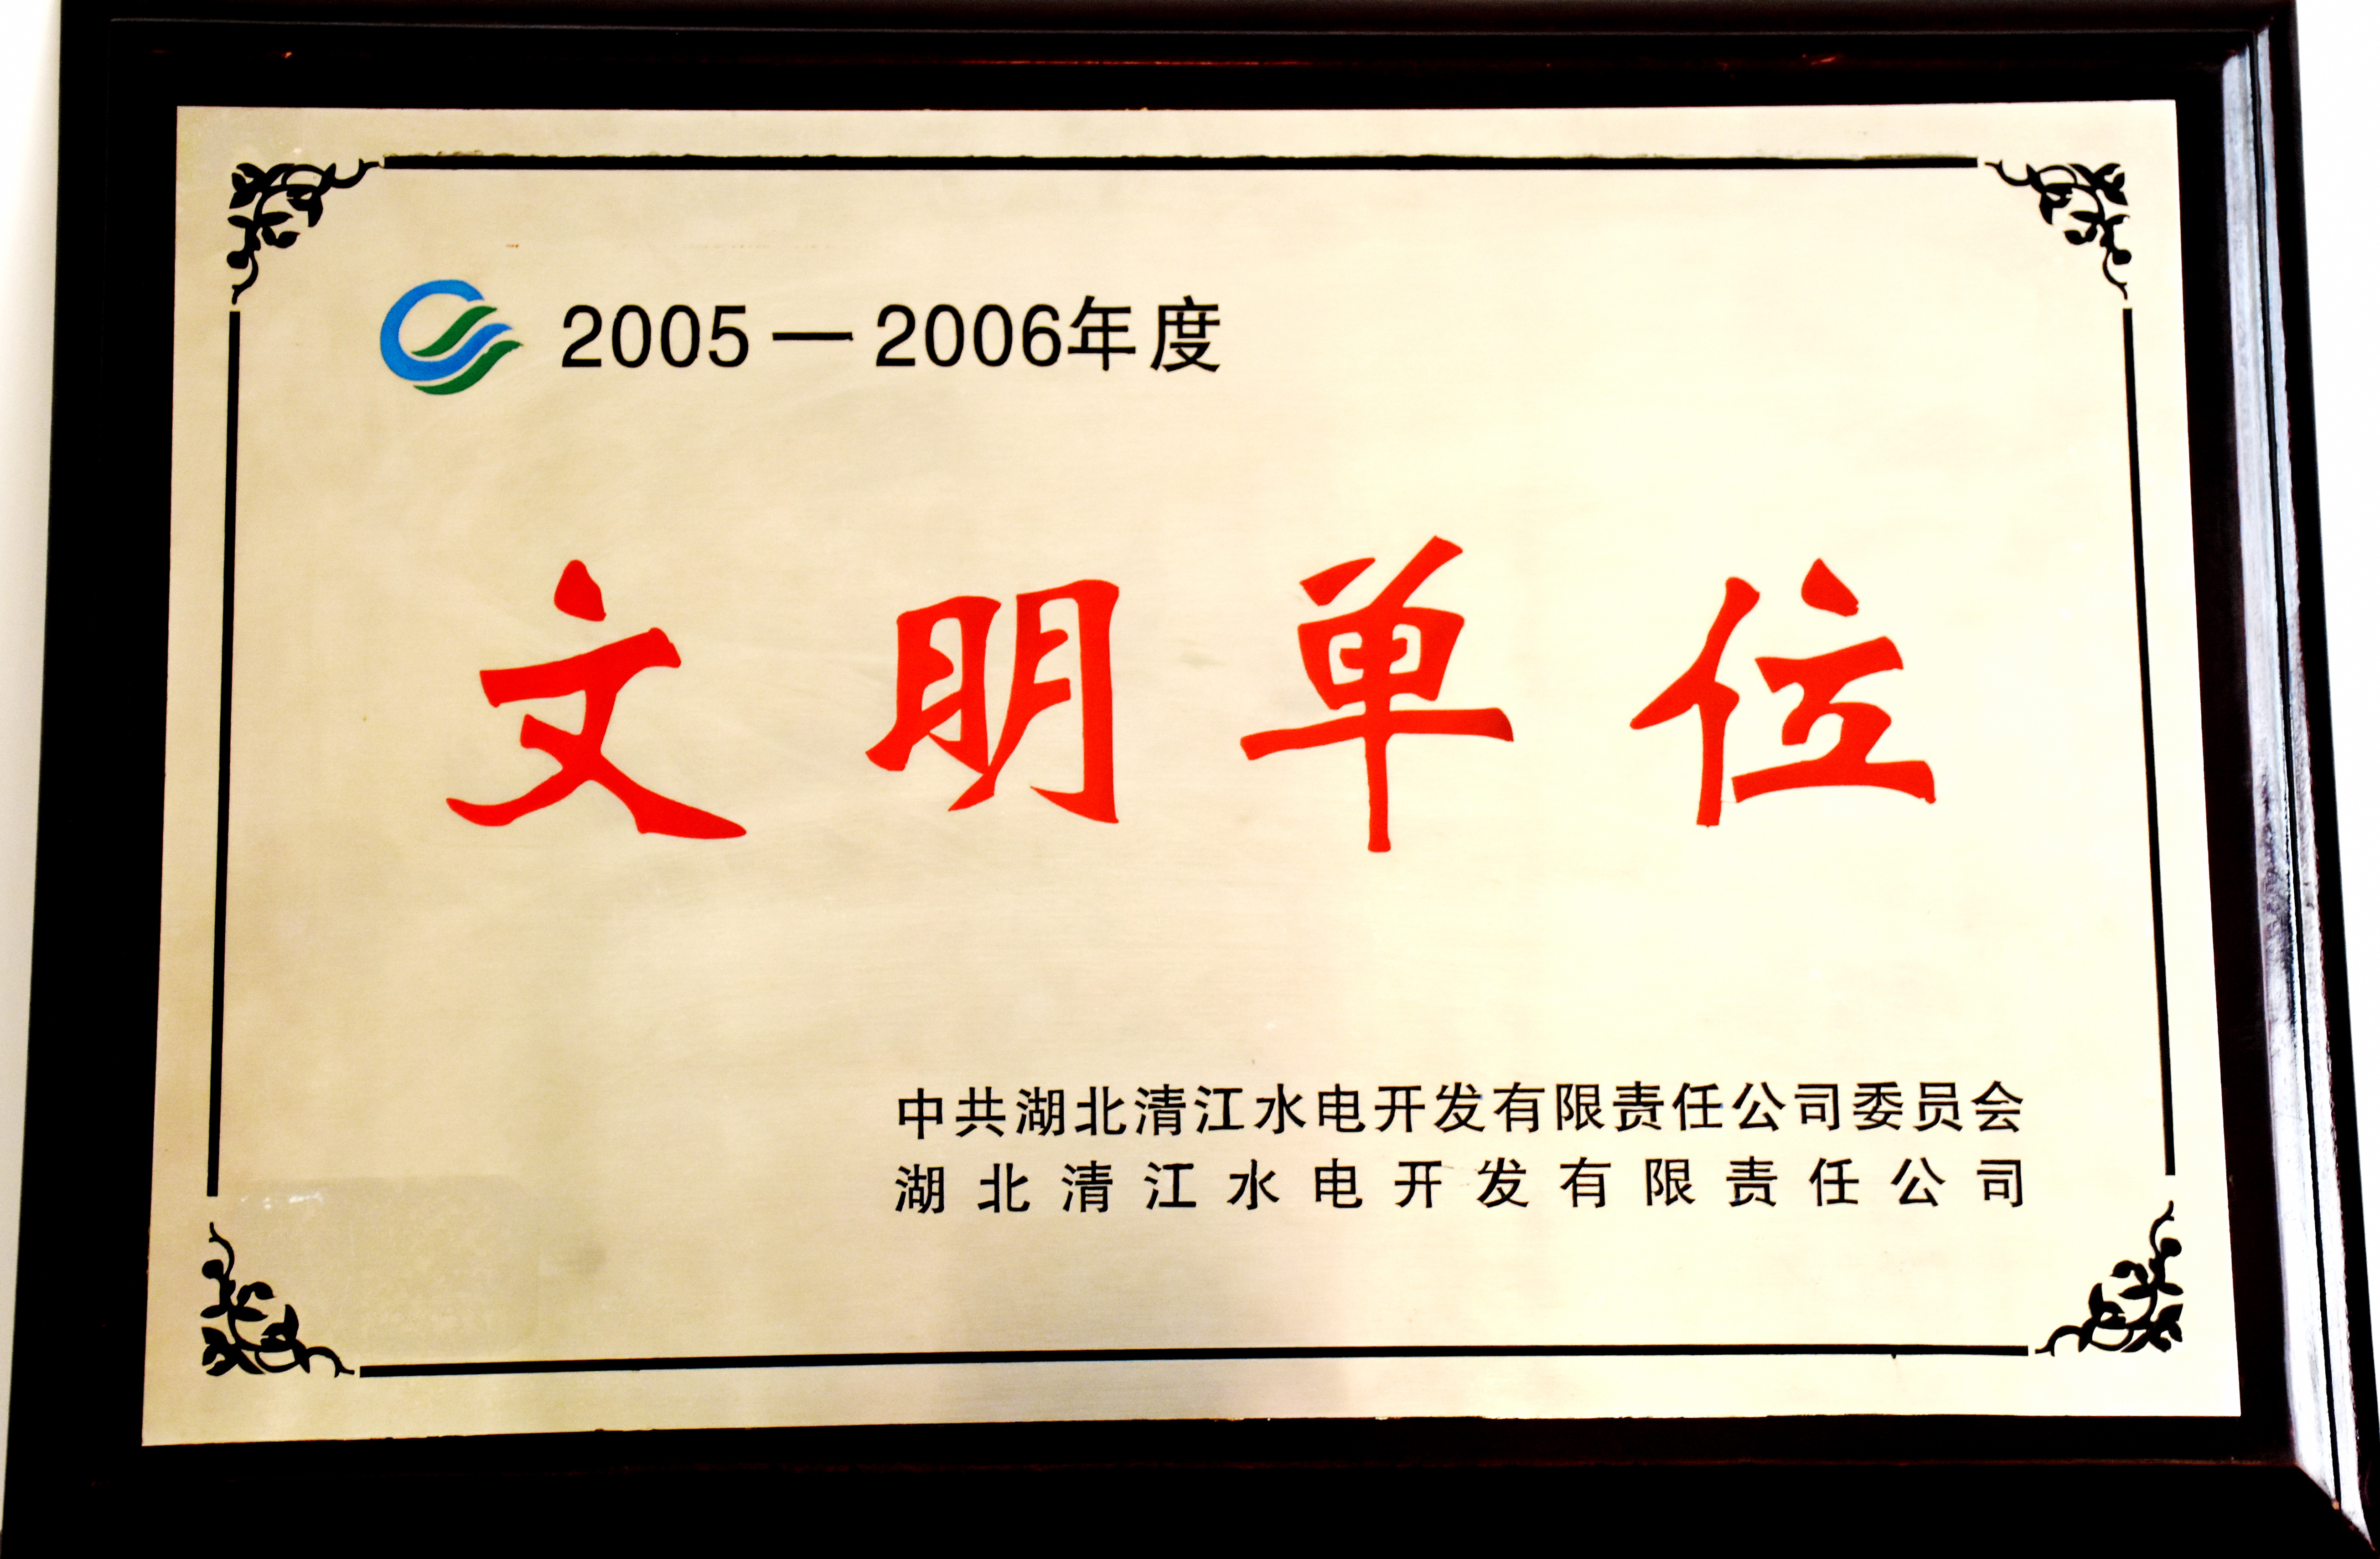 2005—2006年度
文明单位
中共湖北清江水电开发有限责任公司委员会
湖北清江水电开发有限责任公司